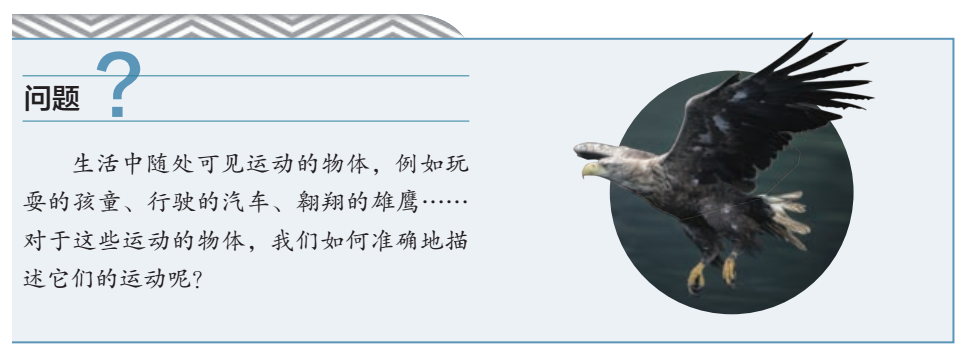 问题 ?
生活中随处可见运动的物体，例如玩
耍的孩童、行驶的汽车、翱翔的雄鹰……
对于这些运动的物体，我们如何准确地描
述它们的运动呢？